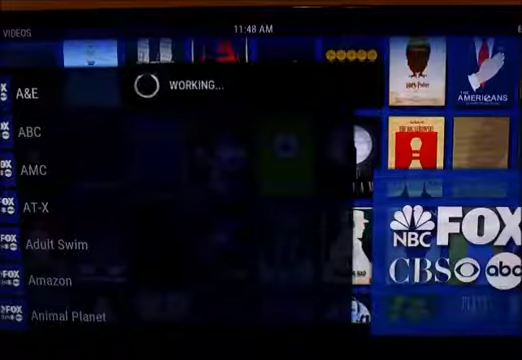 VIDEOS
11:48 AM
WORKING...
A&E
ABC
AMC
AT-X
Adult Swim
Amazon
Animal Planet
THE
AMERICANS
NBC FOX
CBS abc